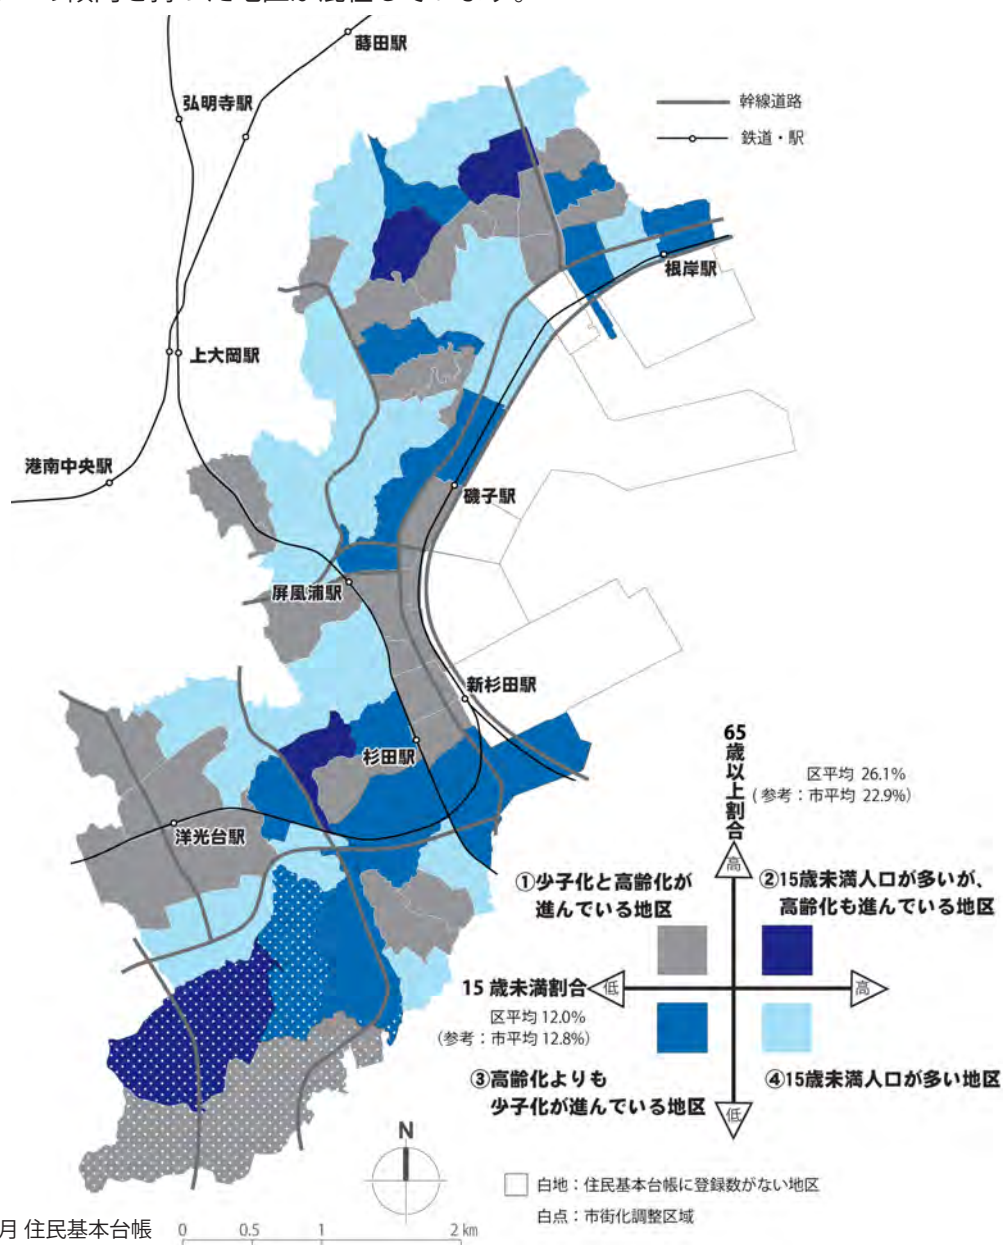 蒔田駅
弘明寺駅
幹線道路
鉄道・駅
根岸駅
上大岡駅
港南中央駅
磯子駅
屏風浦駅
新杉田駅
杉田駅
洋光台駅
65歳以上割合
区平均 26.1%
(参考：市平均 22.9%)
高
①少子化と高齢化が
進んでいる地区
②15歳未満人口が多いが、
高齢化も進んでいる地区
15 歳未満割合
低
高
区平均 12.0%
(参考：市平均 12.8%)
③高齢化よりも
少子化が進んでいる地区
④15歳未満人口が多い地区
低
N
白地：住民基本台帳に登録数がない地区
白点：市街化調整区域
月 住民基本台帳
0 0.5 1 2 km